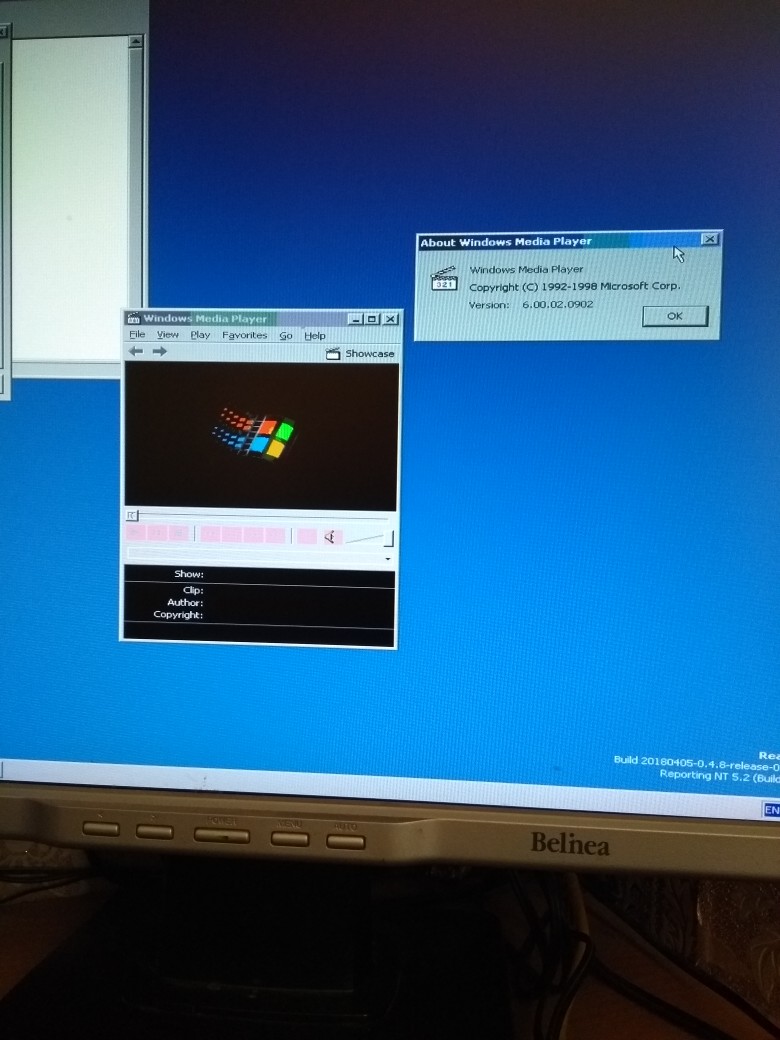 About Windows Media Player
Windows Media Player
Copyright (C) 1992-1998 Microsoft Corp.
321
Version: 6.00.02.0902
OK
Windows Media Player
File View Play Favorites Go Help
Showcase
Show:
Clip:
Author:
Copyright:
Rea
Build 20180405-0.4.8-release-0
Reporting NT 5.2 (Build
EN
Belinea